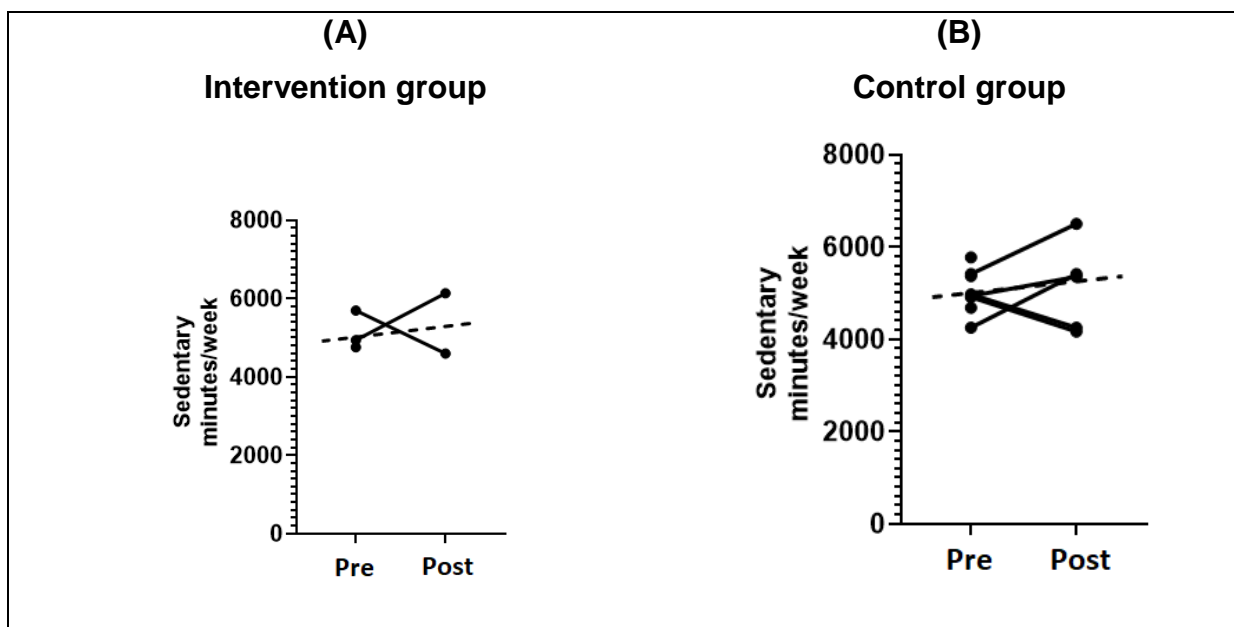 (A)
Intervention group
Sedentary
minutes/week
8000
6000
4000
2000
0
Pre Post
(B)
Control group
Sedentary
minutes/week
8000
6000
4000
2000
0
Pre Post